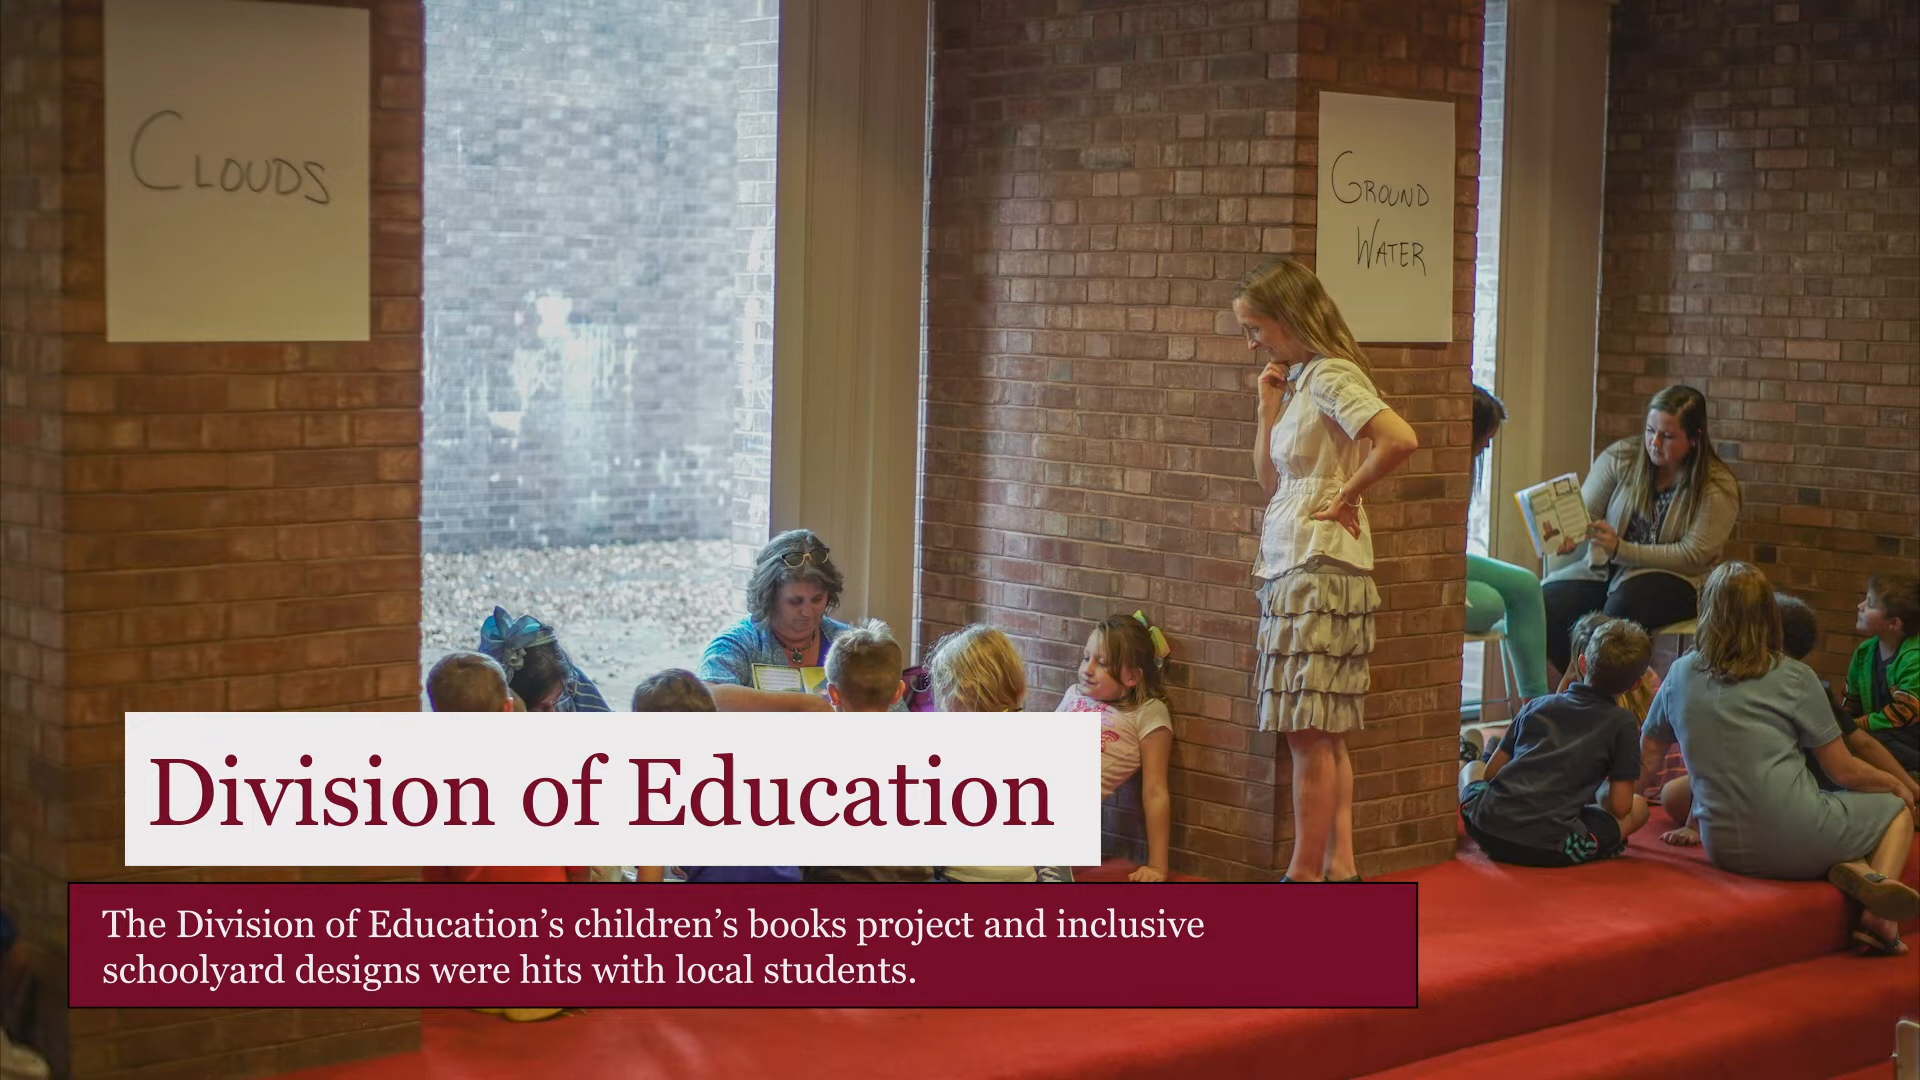 CLOUDS
GROUND
WATER
Division of Education
The Division of Education’s children’s books project and inclusive
schoolyard designs were hits with local students.